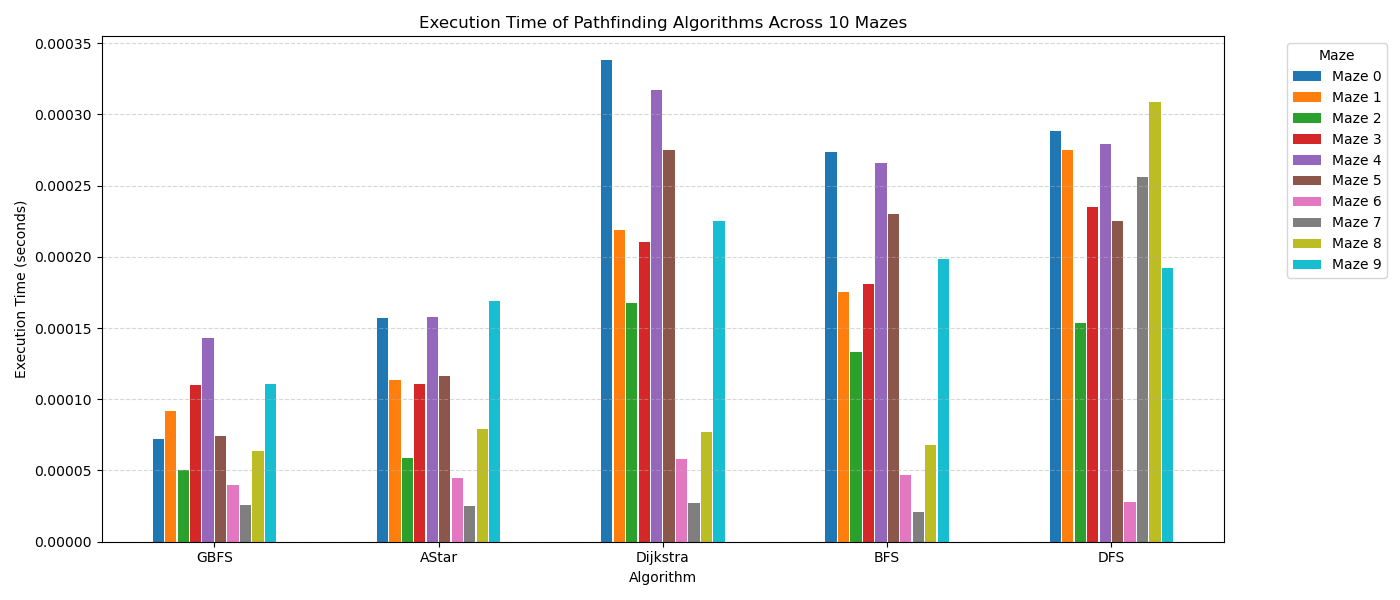 Execution Time of Pathfinding Algorithms Across 10 Mazes
Execution Time (seconds)
0.00035
0.00030
0.00025
0.00020
0.00015
0.00010
0.00005
0.00000
GBFS
AStar
Dijkstra
BFS
DFS
Algorithm
Maze
Maze 0
Maze 1
Maze 2
Maze 3
Maze 4
Maze 5
Maze 6
Maze 7
Maze 8
Maze 9